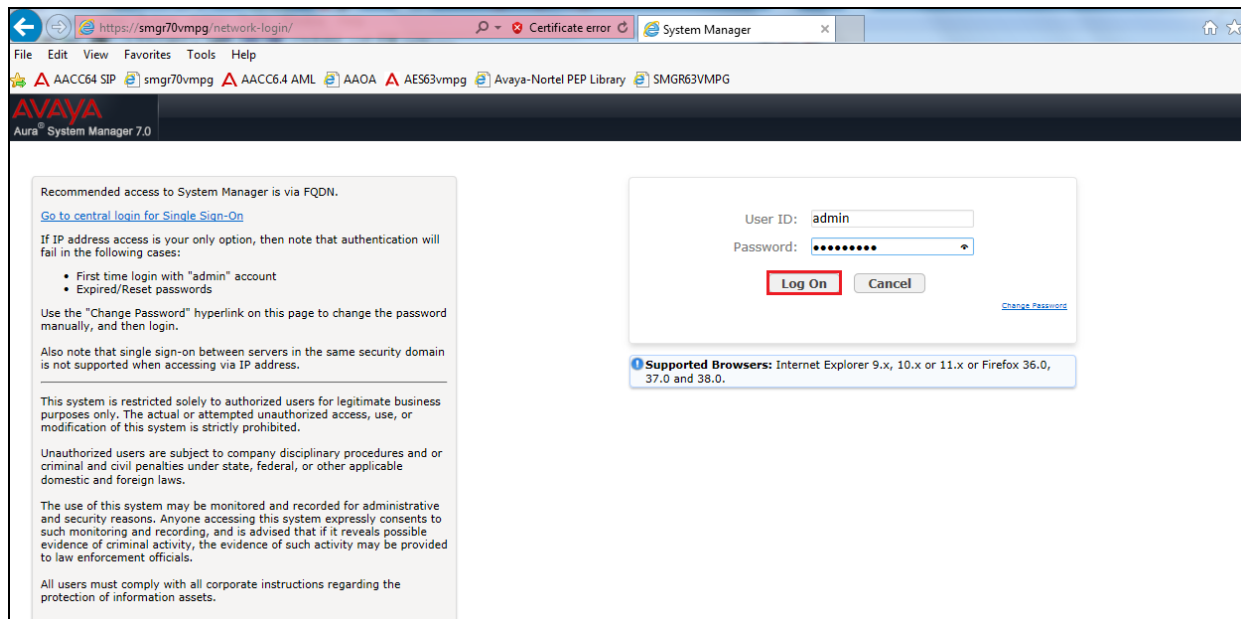 https://smgr70vmpg/network-login/
Certificate error
System Manager
File Edit View Favorites Tools Help
AACC64 SIP smgr70vmpg AACC6.4 AML AAOA AES63vmpg Avaya-Nortel PEP Library SMGR63VMPG
AVAYA
Aura® System Manager 7.0
Recommended access to System Manager is via FQDN.
Go to central login for Single Sign-On
If IP address access is your only option, then note that authentication will
fail in the following cases:
• First time login with "admin" account
• Expired/Reset passwords
Use the "Change Password" hyperlink on this page to change the password
manually, and then login.
Also note that single sign-on between servers in the same security domain
is not supported when accessing via IP address.
This system is restricted solely to authorized users for legitimate business
purposes only. The actual or attempted unauthorized access, use, or
modification of this system is strictly prohibited.
Unauthorized users are subject to company disciplinary procedures and or
criminal and civil penalties under state, federal, or other applicable
domestic and foreign laws.
The use of this system may be monitored and recorded for administrative
and security reasons. Anyone accessing this system expressly consents to
such monitoring and recording, and is advised that if it reveals possible
evidence of criminal activity, the evidence of such activity may be provided
to law enforcement officials.
All users must comply with all corporate instructions regarding the
protection of information assets.
User ID: admin
Password: •••••••••
Log On Cancel
Change Password
Supported Browsers: Internet Explorer 9.x, 10.x or 11.x or Firefox 36.0,
37.0 and 38.0.